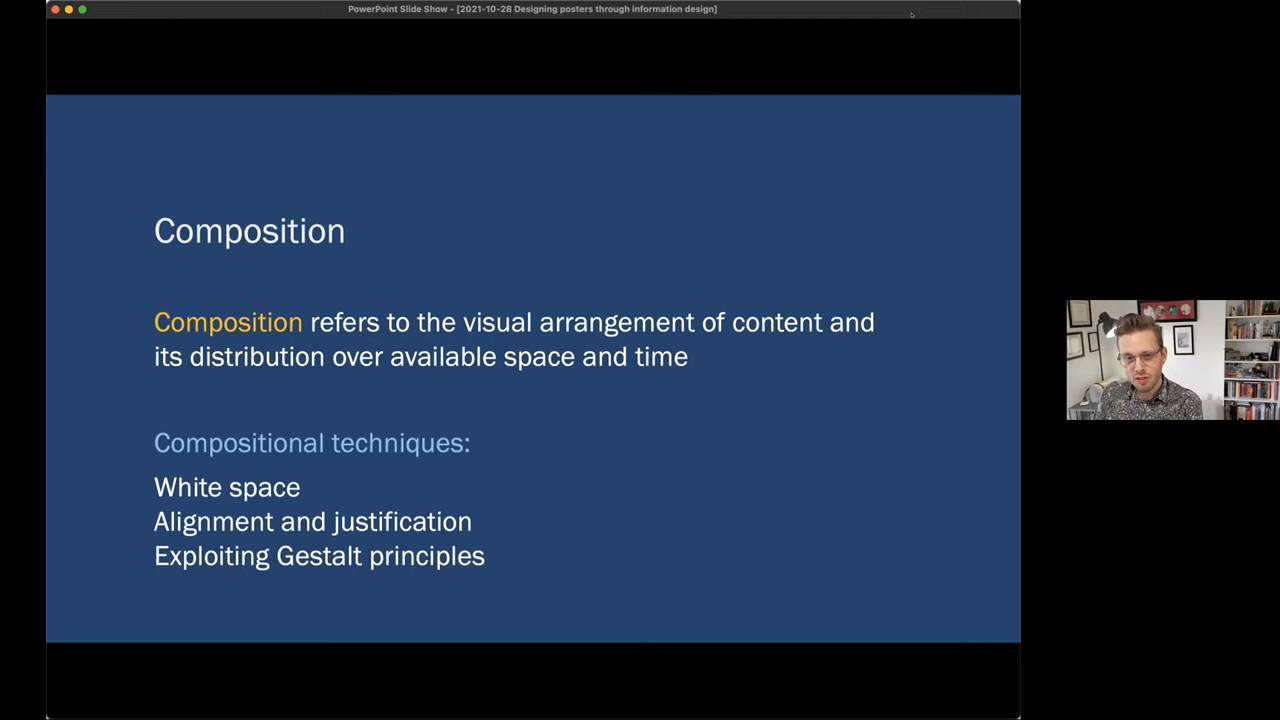 PowerPoint Slide Show - [2021-10-28 Designing posters through information design]
Composition
Composition refers to the visual arrangement of content and
its distribution over available space and time
Compositional techniques:
White space
Alignment and justification
Exploiting Gestalt principles